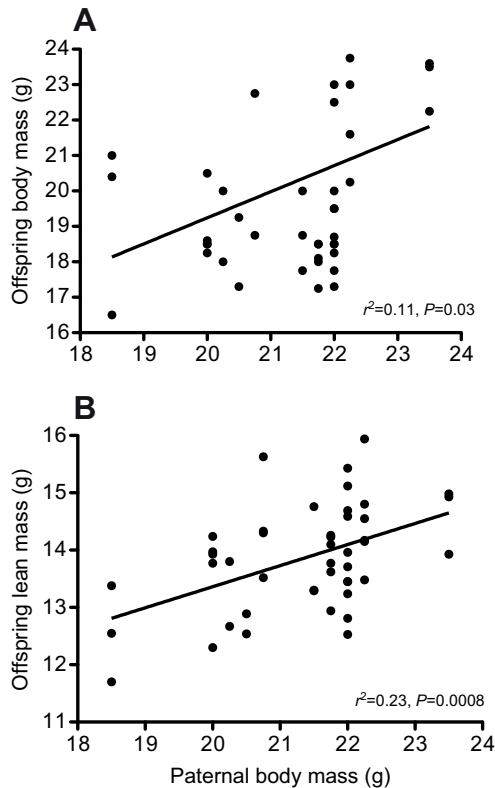 A
Offspring body mass (g)
24
23
22
21
20
19
18
17
16
r²=0.11, P=0.03
18 19 20 21 22 23 24
B
Offspring lean mass (g)
16
15
14
13
12
11
r²=0.23, P=0.0008
18 19 20 21 22 23 24
Paternal body mass (g)